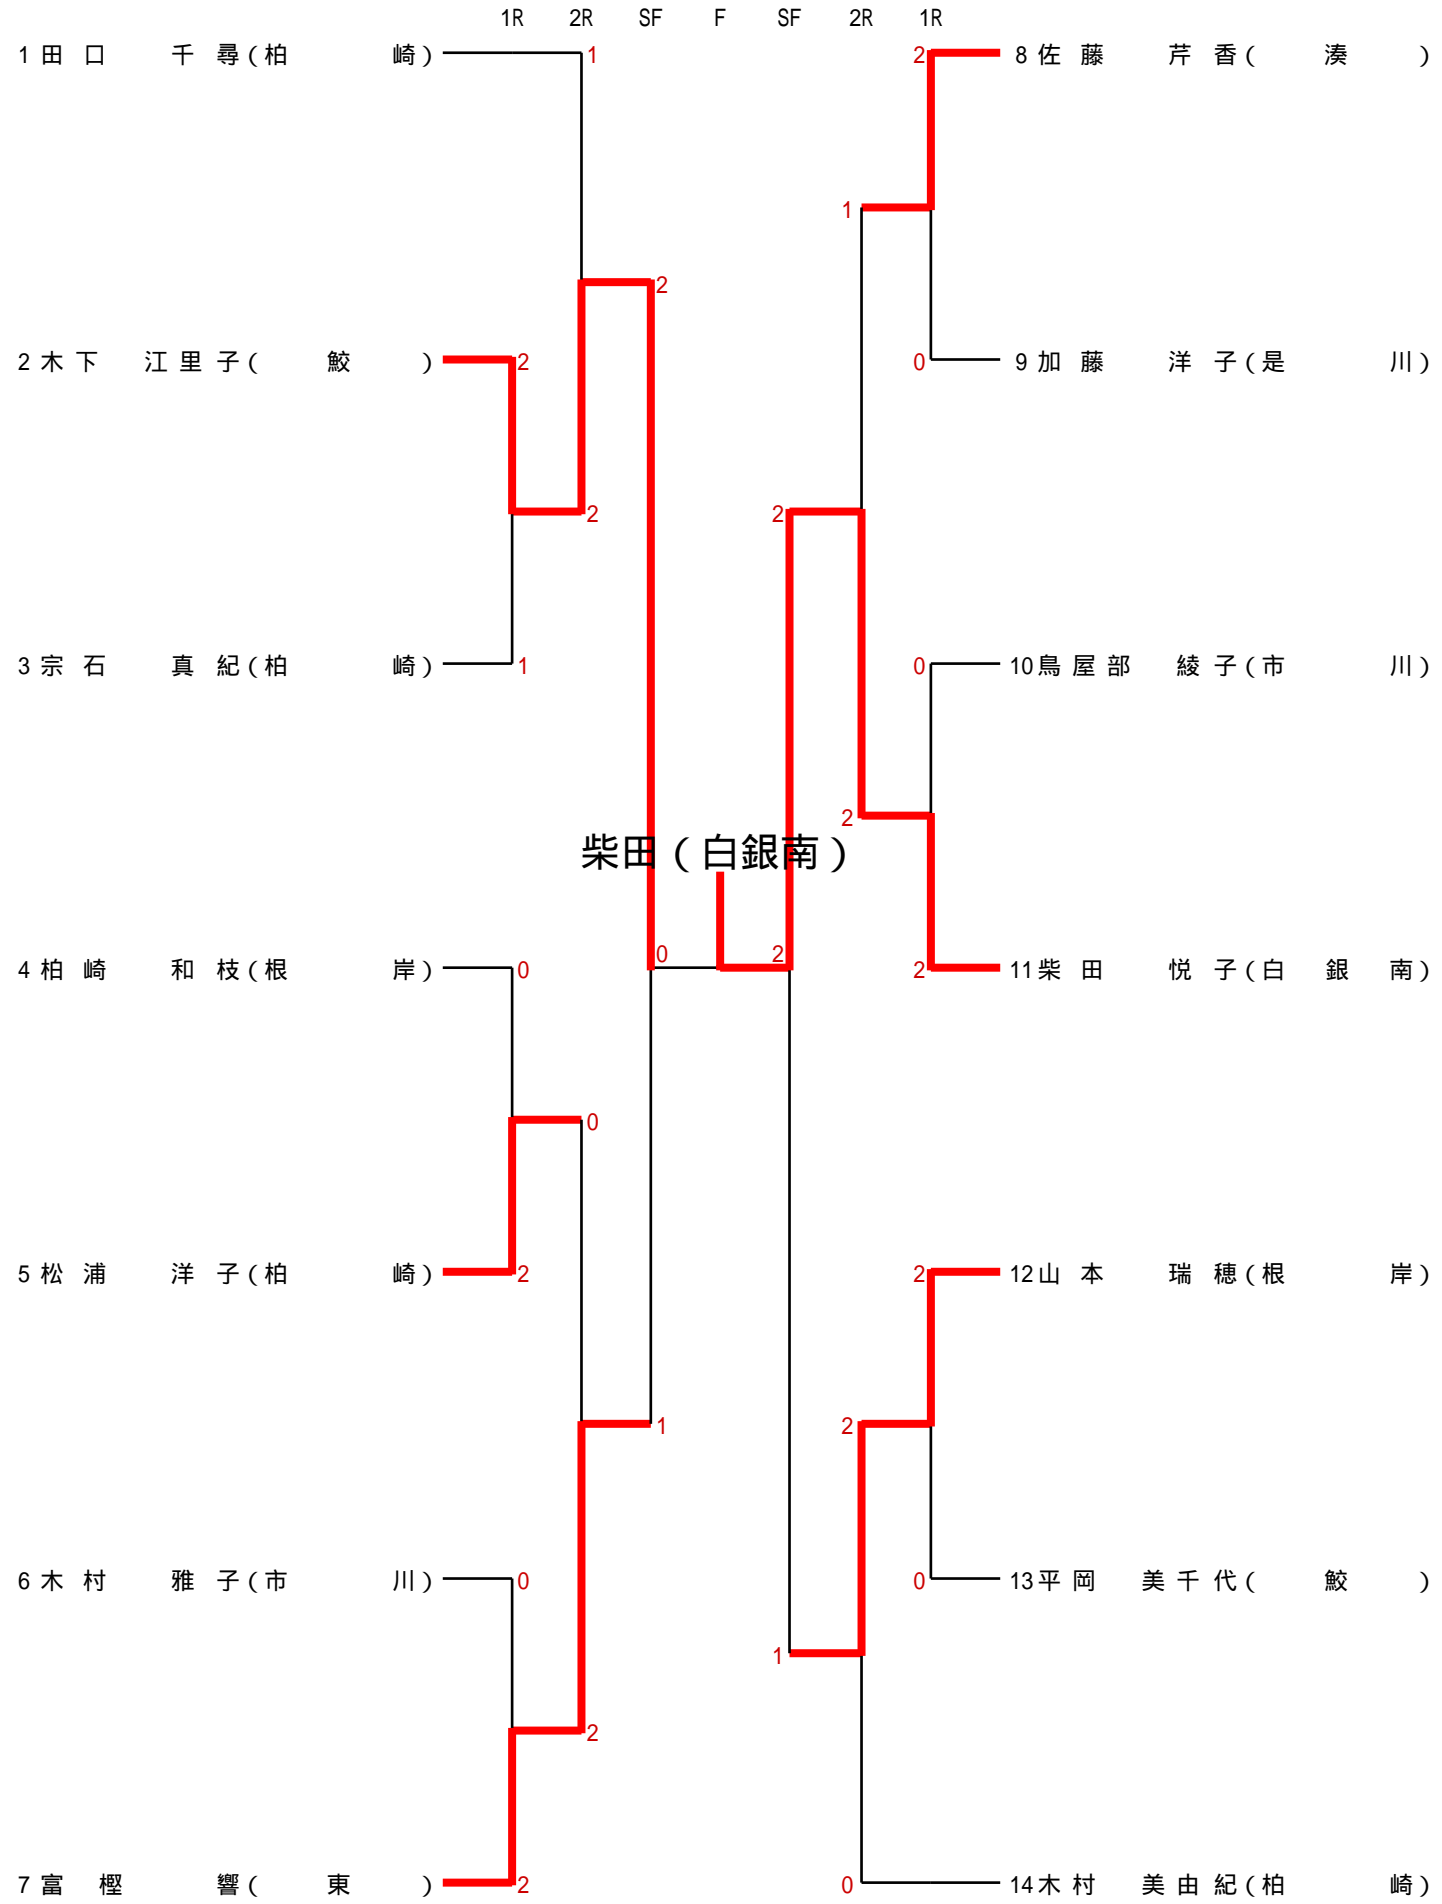 1R 2R SF F SF 2R 1R
1 田口 千尋(柏崎) 1 2 8 佐藤 芹香(湊)
1
2
2 木下 江里子(鮫) 2 0 9 加藤 洋子(是川)
2 2
3 宗石 真紀(柏崎) 1 0 10 鳥屋部 綾子(市川)
2
柴田(白銀南)
0 2
4 柏崎 和枝(根岸) 0 2 11 柴田 悦子(白銀南)
0
5 松浦 洋子(柏崎) 2 2 12 山本 瑞穂(根岸)
1 2
6 木村 雅子(市川) 0 0 13 平岡 美千代(鮫)
1
2
7 富樫 響(東) 2 0 14 木村 美由紀(柏崎)